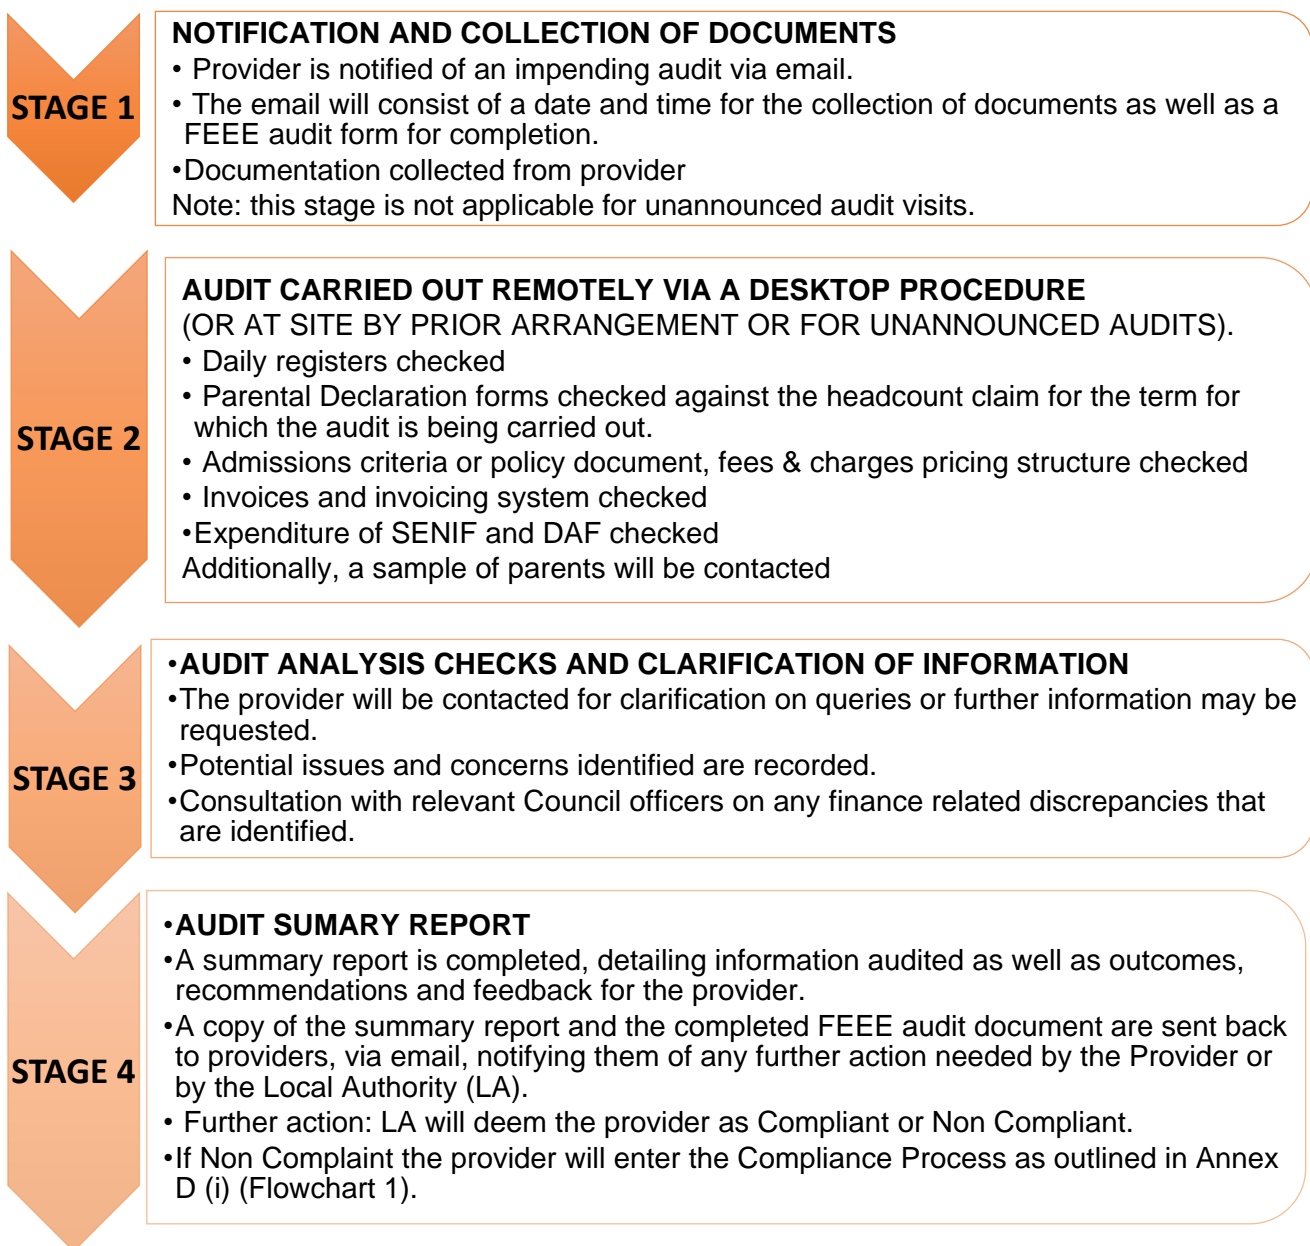 STAGE 1
NOTIFICATION AND COLLECTION OF DOCUMENTS
• Provider is notified of an impending audit via email.
• The email will consist of a date and time for the collection of documents as well as a
FEEE audit form for completion.
•Documentation collected from provider
Note: this stage is not applicable for unannounced audit visits.
STAGE 2
AUDIT CARRIED OUT REMOTELY VIA A DESKTOP PROCEDURE
(OR AT SITE BY PRIOR ARRANGEMENT OR FOR UNANNOUNCED AUDITS).
• Daily registers checked
• Parental Declaration forms checked against the headcount claim for the term for
which the audit is being carried out.
• Admissions criteria or policy document, fees & charges pricing structure checked
• Invoices and invoicing system checked
•Expenditure of SENIF and DAF checked
Additionally, a sample of parents will be contacted
STAGE 3
•AUDIT ANALYSIS CHECKS AND CLARIFICATION OF INFORMATION
•The provider will be contacted for clarification on queries or further information may be
requested.
•Potential issues and concerns identified are recorded.
•Consultation with relevant Council officers on any finance related discrepancies that
are identified.
STAGE 4
•AUDIT SUMARY REPORT
•A summary report is completed, detailing information audited as well as outcomes,
recommendations and feedback for the provider.
•A copy of the summary report and the completed FEEE audit document are sent back
to providers, via email, notifying them of any further action needed by the Provider or
by the Local Authority (LA).
• Further action: LA will deem the provider as Compliant or Non Compliant.
•If Non Complaint the provider will enter the Compliance Process as outlined in Annex
D (i) (Flowchart 1).